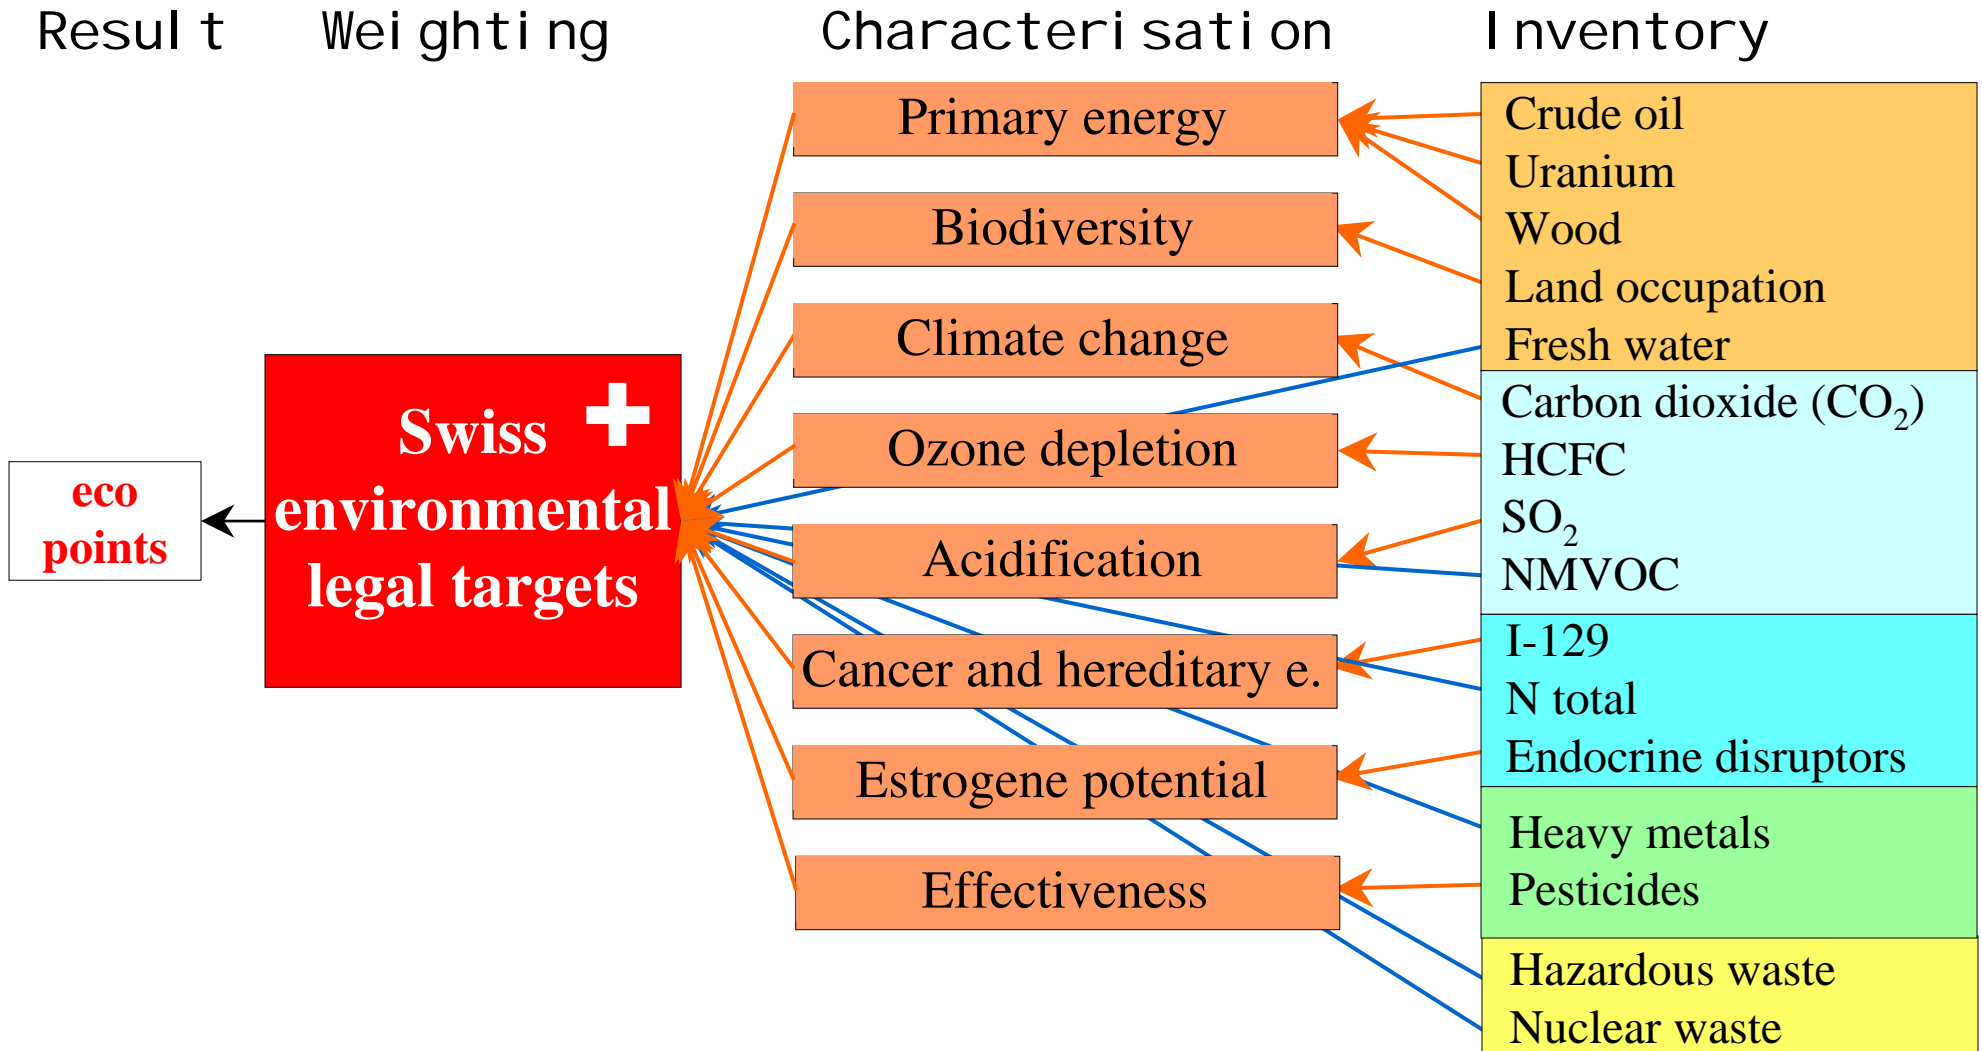 Result Weighting Characterisation Inventory
eco
points
Swiss
environmental
legal targets
Primary energy
Biodiversity
Climate change
Ozone depletion
Acidification
Cancer and hereditary e.
Estrogene potential
Effectiveness
Crude oil
Uranium
Wood
Land occupation
Fresh water
Carbon dioxide (CO₂)
HCFC
SO₂
NMVOC
I-129
N total
Endocrine disruptors
Heavy metals
Pesticides
Hazardous waste
Nuclear waste